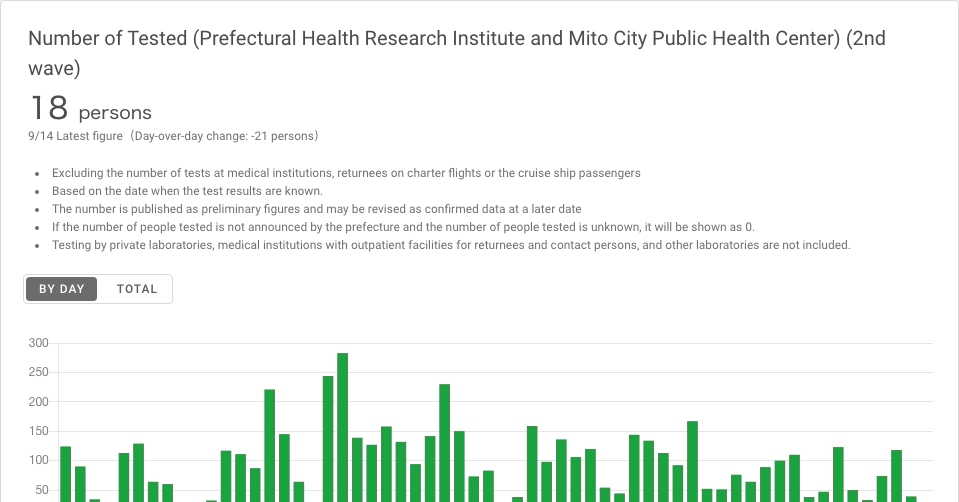 Number of Tested (Prefectural Health Research Institute and Mito City Public Health Center) (2nd
wave)
18 persons
9/14 Latest figure（Day-over-day change: -21 persons）
• Excluding the number of tests at medical institutions, returnees on charter flights or the cruise ship passengers
• Based on the date when the test results are known.
• The number is published as preliminary figures and may be revised as confirmed data at a later date
• If the number of people tested is not announced by the prefecture and the number of people tested is unknown, it will be shown as 0.
• Testing by private laboratories, medical institutions with outpatient facilities for returnees and contact persons, and other laboratories are not included.
BY DAY TOTAL
300
250
200
150
100
50